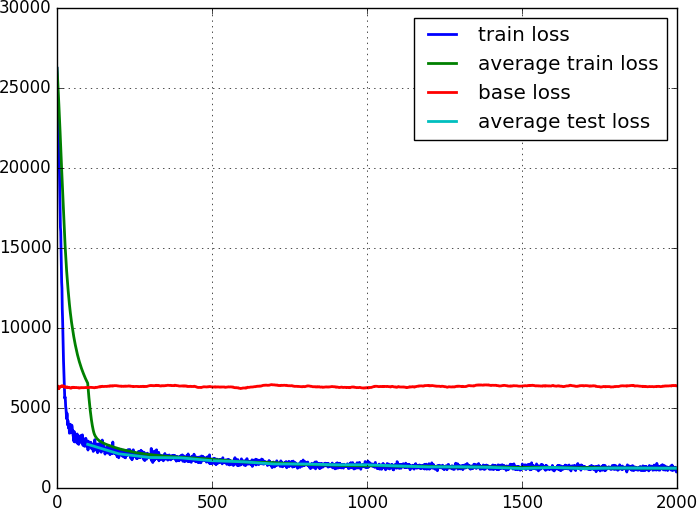 30000
25000
20000
15000
10000
5000
0
0 500 1000 1500 2000
train loss
average train loss
base loss
average test loss